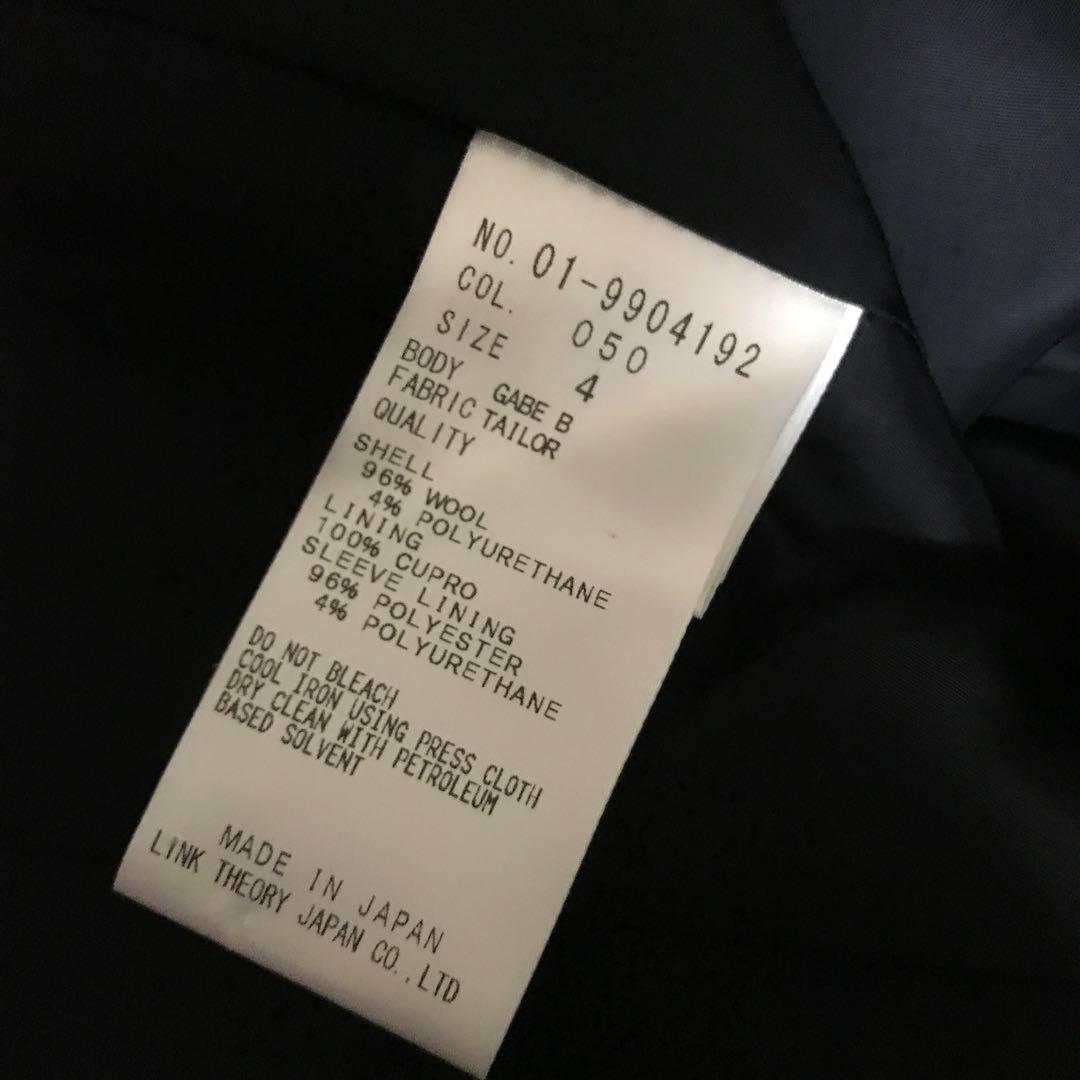 NO. 01-9904192
COL. 050
SIZE 4
BODY GABE B
FABRIC TAILOR
QUALITY
SHELL
96% WOOL
4% POLYURETHANE
LINING
100% CUPRO
SLEEVE LINING
96% POLYESTER
4% POLYURETHANE
DO NOT BLEACH
COOL IRON USING PRESS CLOTH
DRY CLEAN WITH PETROLEUM
BASED SOLVENT
MADE IN JAPAN
LINK THEORY JAPAN CO.,LTD